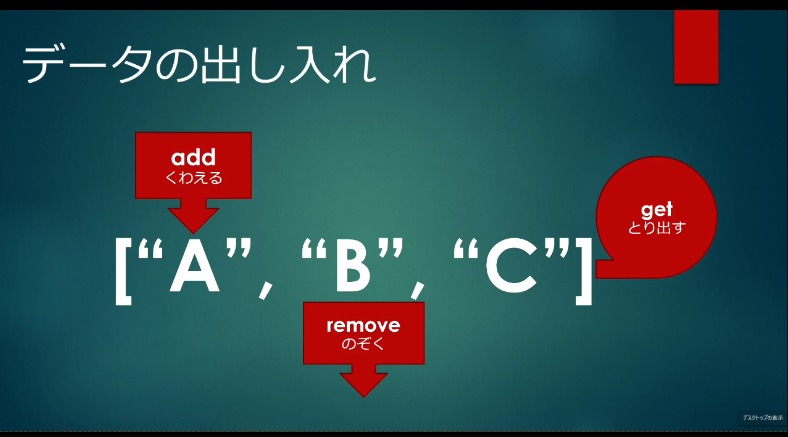 データの出し入れ
add
くわえる
get
とり出す
[“A”, “B”, “C”]
remove
のぞく
デスクトップの表示